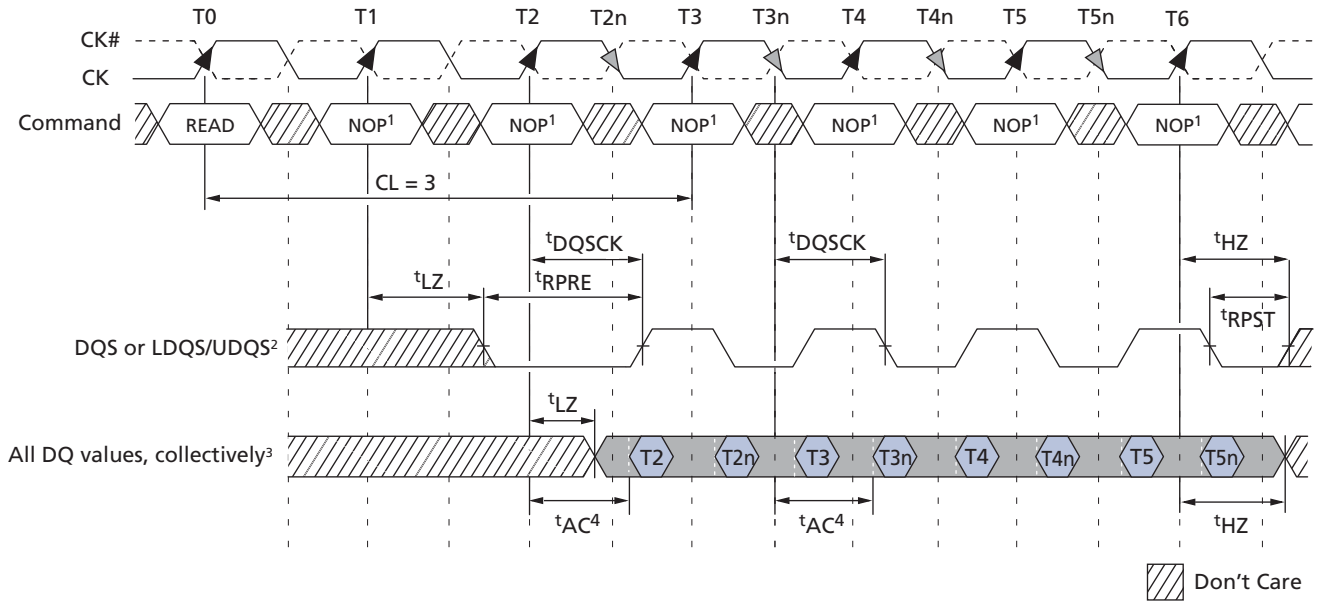 T0 T1 T2 T2n T3 T3n T4 T4n T5 T5n T6
CK#
CK
Command READ NOP¹ NOP¹ NOP¹ NOP¹ NOP¹ NOP¹
CL = 3
tDQSCK tDQSCK tHZ
tLZ tRPRE
tRPST
DQS or LDQS/UDQS²
tLZ
All DQ values, collectively³ T2 T2n T3 T3n T4 T4n T5 T5n
tAC⁴ tAC⁴ tHZ
Don't Care